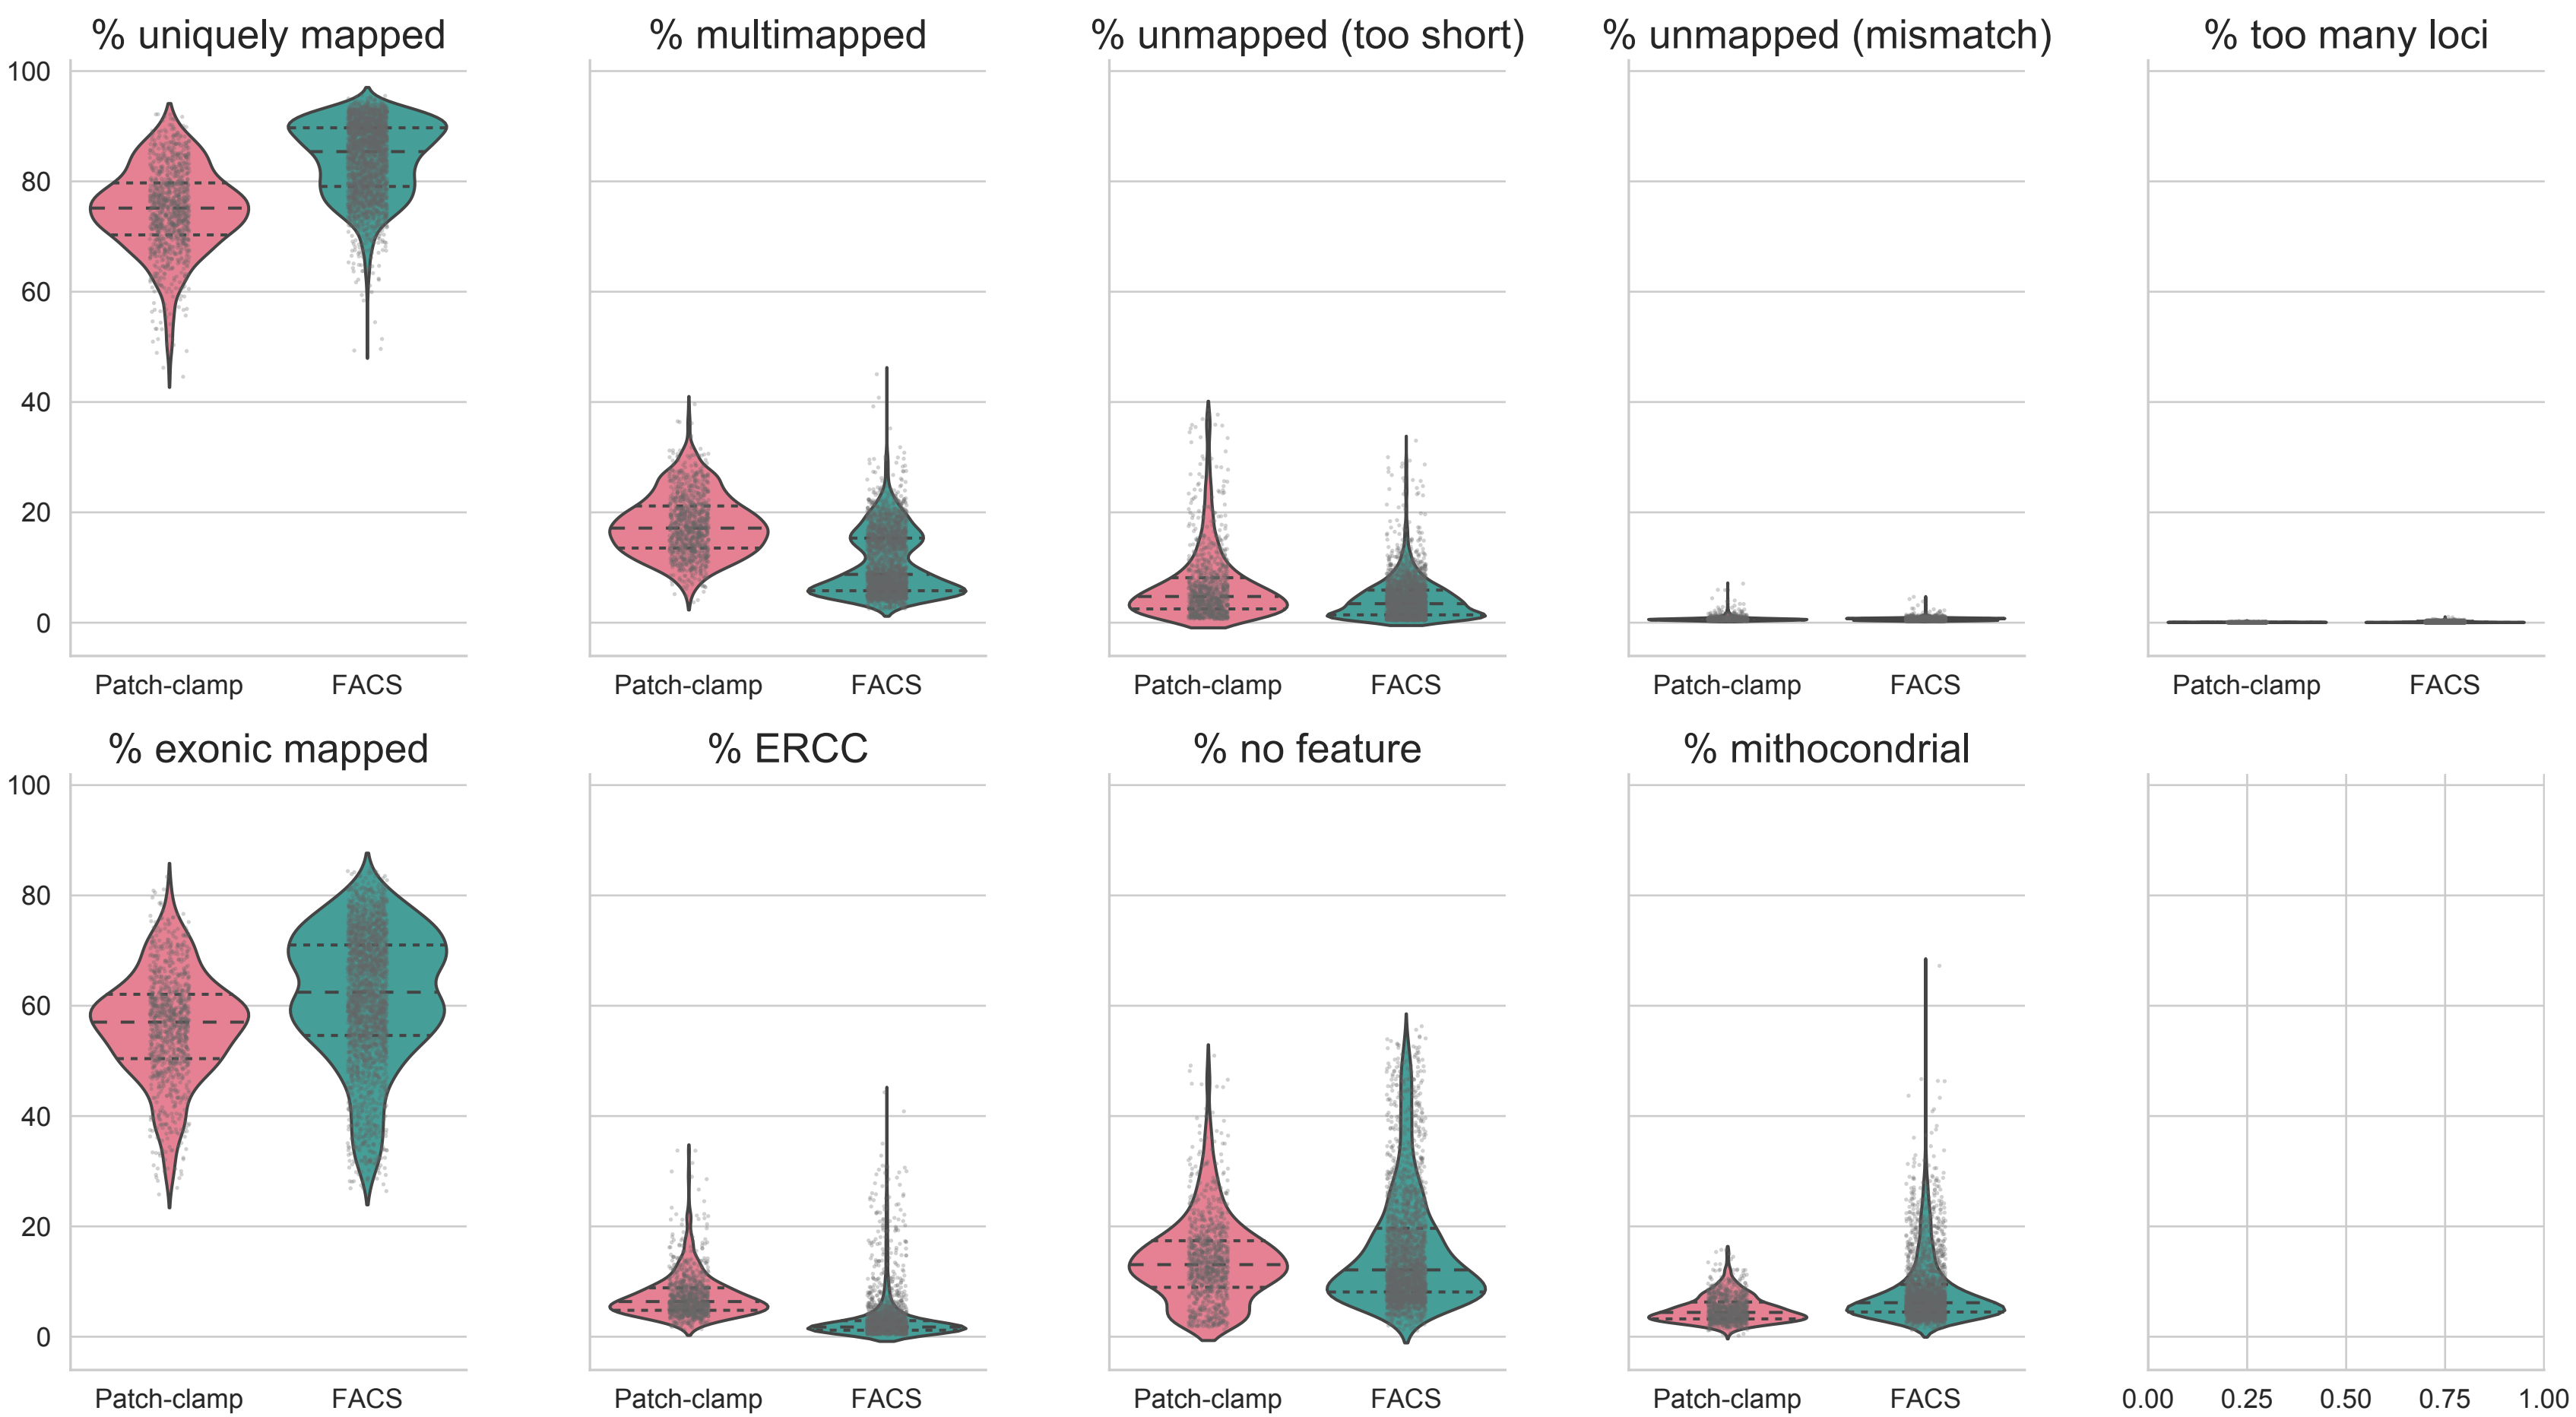 % uniquely mapped
% multimapped
% unmapped (too short)
% unmapped (mismatch)
% too many loci
100
80
60
40
20
0
Patch-clamp FACS
Patch-clamp FACS
Patch-clamp FACS
Patch-clamp FACS
Patch-clamp FACS
% exonic mapped
% ERCC
% no feature
% mithocondrial
100
80
60
40
20
0
Patch-clamp FACS
Patch-clamp FACS
Patch-clamp FACS
Patch-clamp FACS
0.00 0.25 0.50 0.75 1.00